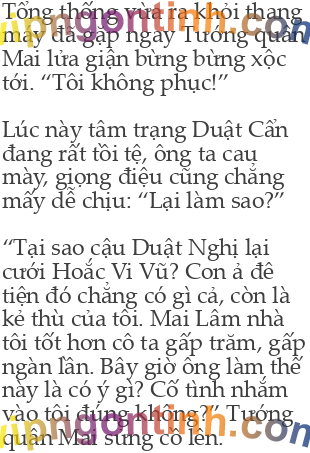 Tổng thống vừa ra khỏi thang
máy đã gặp ngay Tướng quân
Mai lửa giận bừng bừng xộc
tới. “Tôi không phục!”
Lúc này tâm trạng Duật Cẩn
đang rất tồi tệ, ông ta cau
mày, giọng điệu cũng chẳng
mấy dễ chịu: “Lại làm sao?”
“Tại sao cậu Duật Nghị lại
cưới Hoắc Vi Vũ? Con ả đê
tiện đó chẳng có gì cả, còn là
kẻ thù của tôi. Mai Lâm nhà
tôi tốt hơn cô ta gấp trăm, gấp
ngàn lần. Bây giờ ông làm thế
này là có ý gì? Cố tình nhắm
vào tôi đúng không?” Tướng
quân Mai sừng cồ lên.